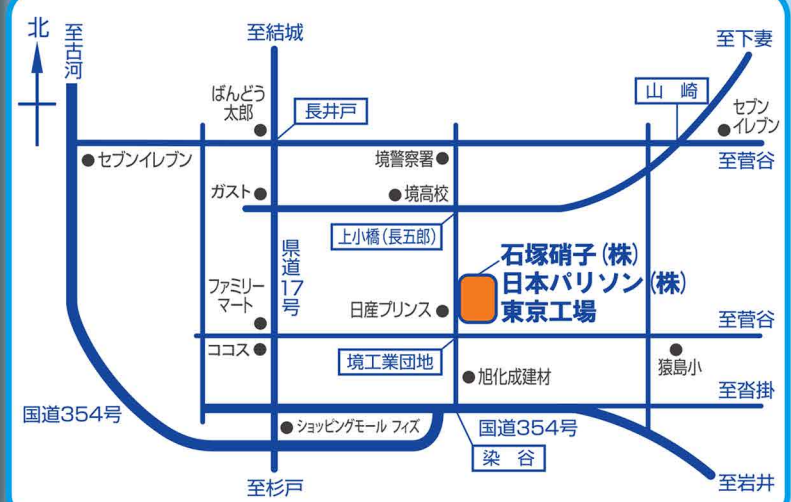 北
至古河
至結城
至下妻
ばんどう
太郎
長井戸
山　崎
セブン
イレブン
セブンイレブン
境警察署
至菅谷
ガスト
境高校
上小橋（長五郎）
県道17号
石塚硝子（株）
日本パリソン（株）
東京工場
ファミリー
マート
日産プリンス
至菅谷
ココス
境工業団地
猿島小
旭化成建材
至沓掛
国道354号
ショッピングモール フィズ
国道354号
染　谷
至杉戸
至岩井